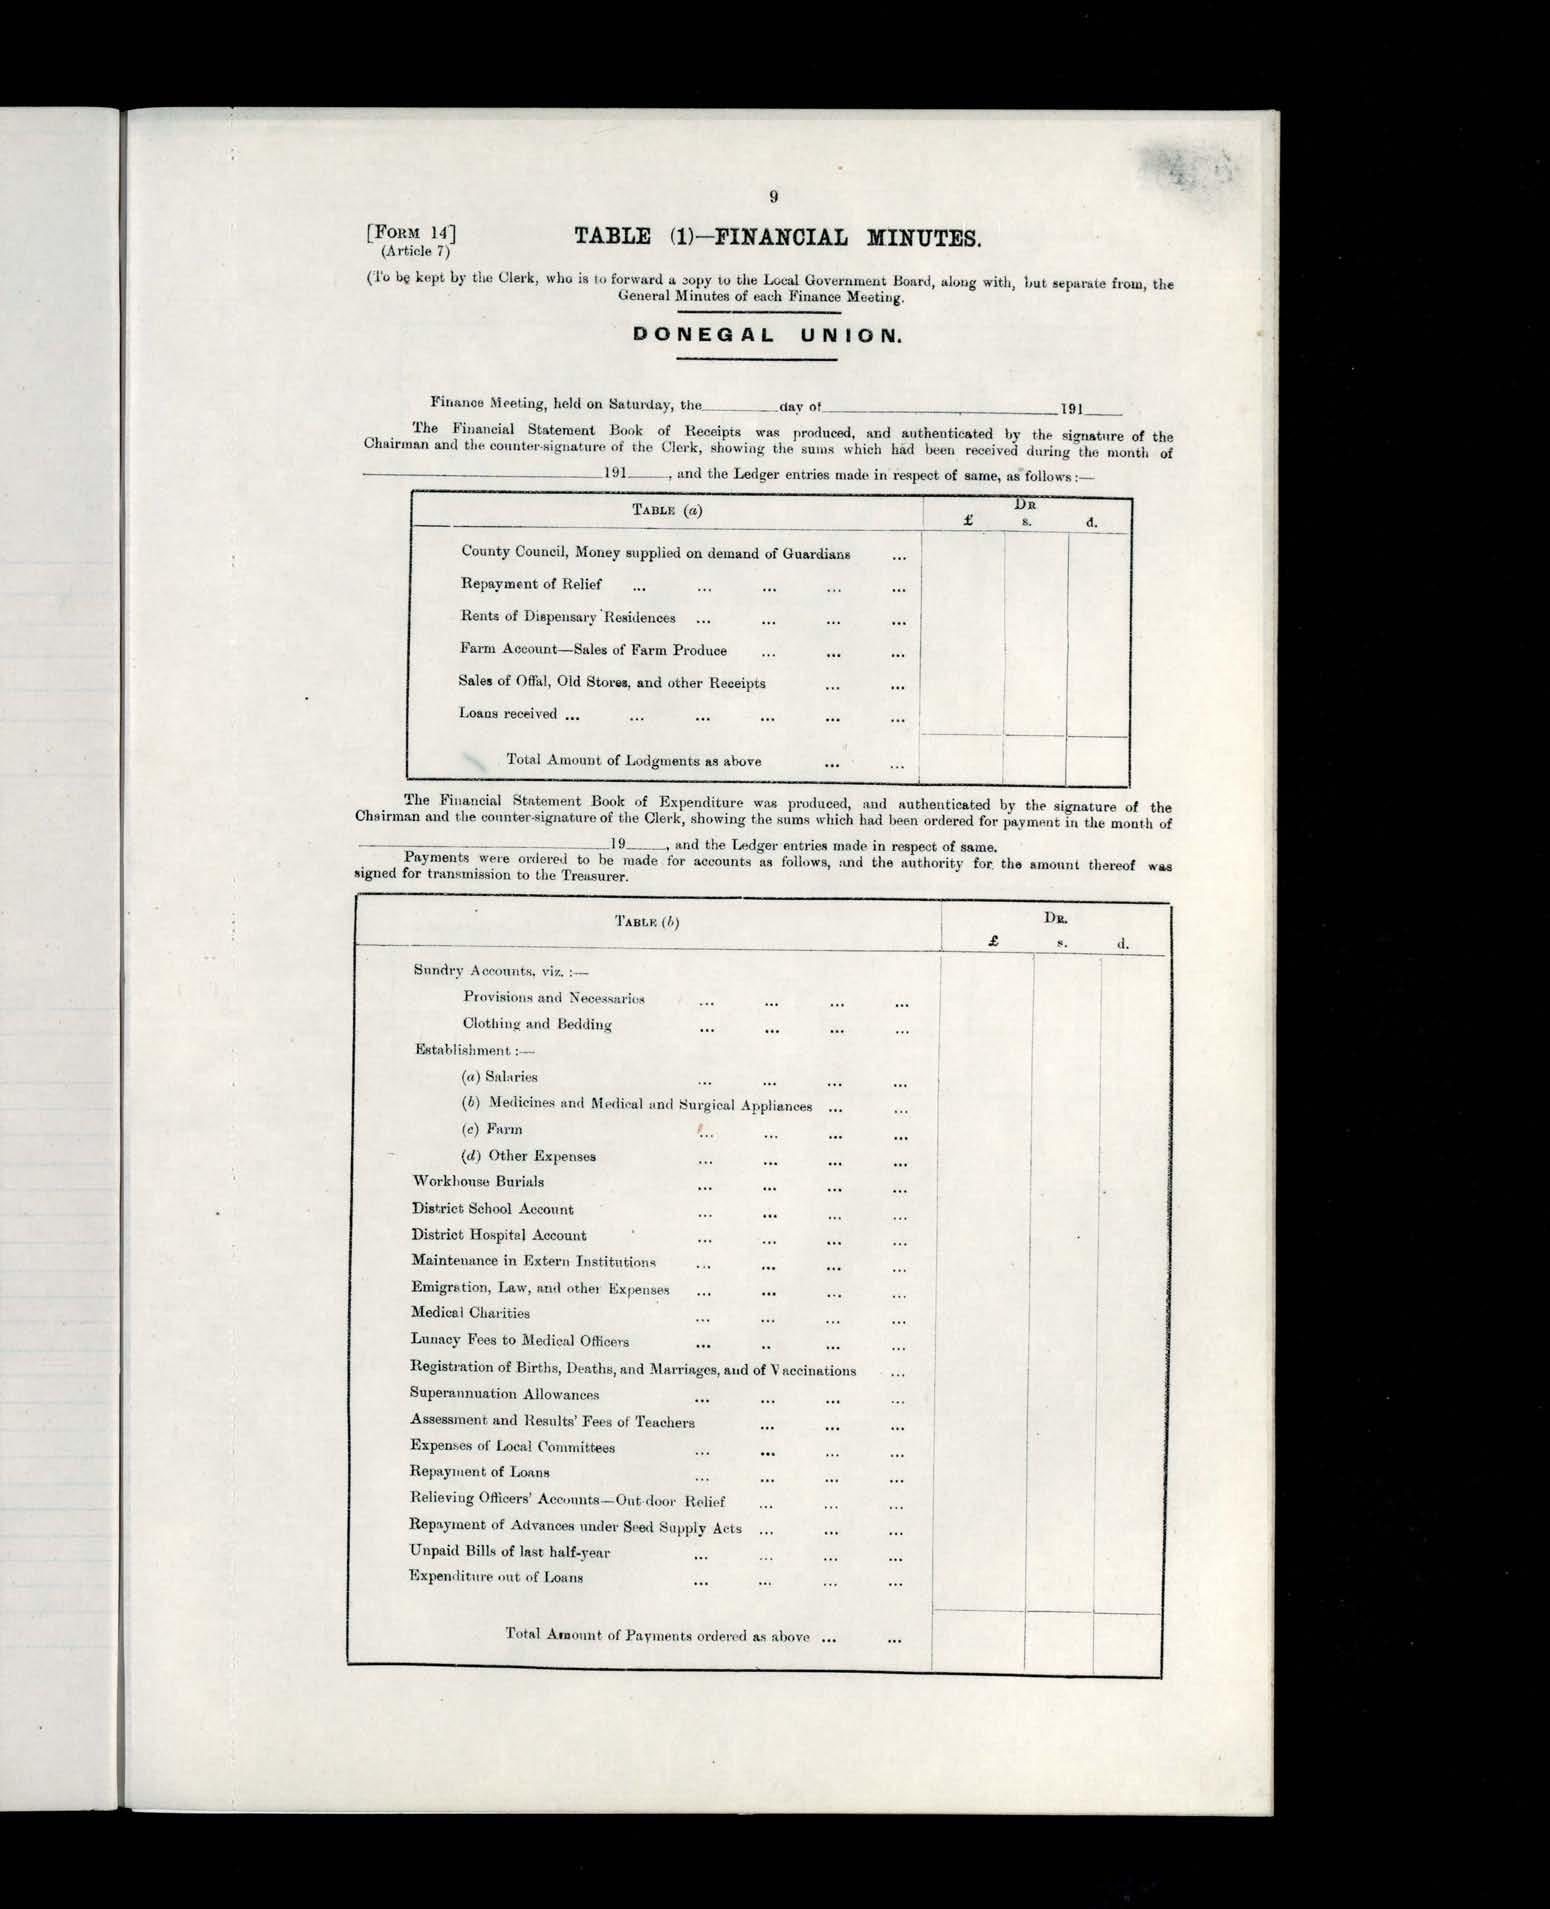 9
[FORM 14]
TABLE (1)—FINANCIAL MINUTES.
(Article 7)
(To be kept by the Clerk, who is to forward a copy to the Local Government Board, along with, but separate from, the
General Minutes of each Finance Meeting.
DONEGAL UNION.
Finance Meeting, held on Saturday, the________day of________________191____
The Financial Statement Book of Receipts was produced, and authenticated by the signature of the
Chairman and the counter-signature of the Clerk, showing the sums which had been received during the month of
________________191____, and the Ledger entries made in respect of same, as follows:—
TABLE (a) DR
£ s. d.
County Council, Money supplied on demand of Guardians ...
Repayment of Relief ... ... ... ... ...
Rents of Dispensary Residences ... ... ... ...
Farm Account—Sales of Farm Produce ... ... ...
Sales of Offal, Old Stores, and other Receipts ... ...
Loans received ... ... ... ... ... ...
Total Amount of Lodgments as above ... ...
The Financial Statement Book of Expenditure was produced, and authenticated by the signature of the
Chairman and the counter-signature of the Clerk, showing the sums which had been ordered for payment in the month of
________________19____, and the Ledger entries made in respect of same.
Payments were ordered to be made for accounts as follows, and the authority for the amount thereof was
signed for transmission to the Treasurer.
TABLE (b) DR.
£ s. d.
Sundry Accounts, viz. :—
Provisions and Necessaries ... ... ... ...
Clothing and Bedding ... ... ... ...
Establishment :—
(a) Salaries ... ... ... ...
(b) Medicines and Medical and Surgical Appliances ... ...
(c) Farm ... ... ... ...
(d) Other Expenses ... ... ... ...
Workhouse Burials ... ... ... ...
District School Account ... ... ... ...
District Hospital Account ... ... ... ...
Maintenance in Extern Institutions ... ... ... ...
Emigration, Law, and other Expenses ... ... ... ...
Medical Charities ... ... ... ...
Lunacy Fees to Medical Officers ... .. ... ...
Registration of Births, Deaths, and Marriages, and of Vaccinations ...
Superannuation Allowances ... ... ... ...
Assessment and Results' Fees of Teachers ... ... ...
Expenses of Local Committees ... ... ... ...
Repayment of Loans ... ... ... ...
Relieving Officers' Accounts—Out-door Relief ... ... ...
Repayment of Advances under Seed Supply Acts ... ... ...
Unpaid Bills of last half-year ... ... ... ...
Expenditure out of Loans ... ... ... ...
Total Amount of Payments ordered as above ... ...